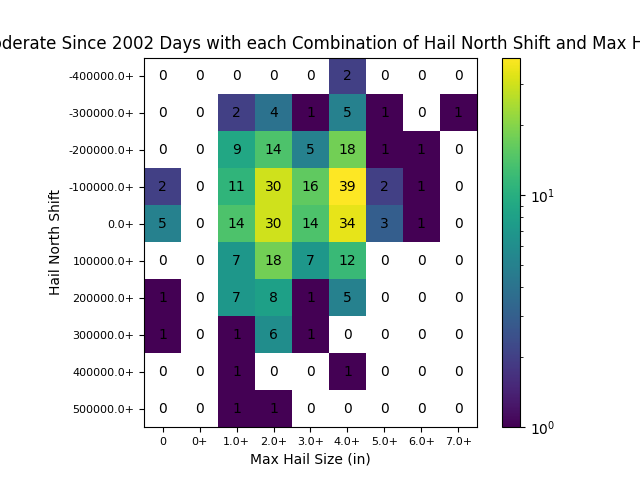 Since 2002 Days with each Combination of Hail North Shift and Max
-400000.0+ 0 0 0 0 0 2 0 0 0
-300000.0+ 0 0 2 4 1 5 1 0 1
-200000.0+ 0 0 9 14 5 18 1 1 0
-100000.0+ 2 0 11 30 16 39 2 1 0
0.0+ 5 0 14 30 14 34 3 1 0
100000.0+ 0 0 7 18 7 12 0 0 0
200000.0+ 1 0 7 8 1 5 0 0 0
300000.0+ 1 0 1 6 1 0 0 0 0
400000.0+ 0 0 1 0 0 1 0 0 0
500000.0+ 0 0 1 1 0 0 0 0 0
0 0+ 1.0+ 2.0+ 3.0+ 4.0+ 5.0+ 6.0+ 7.0+
Max Hail Size (in)
Hail North Shift
10¹
10⁰